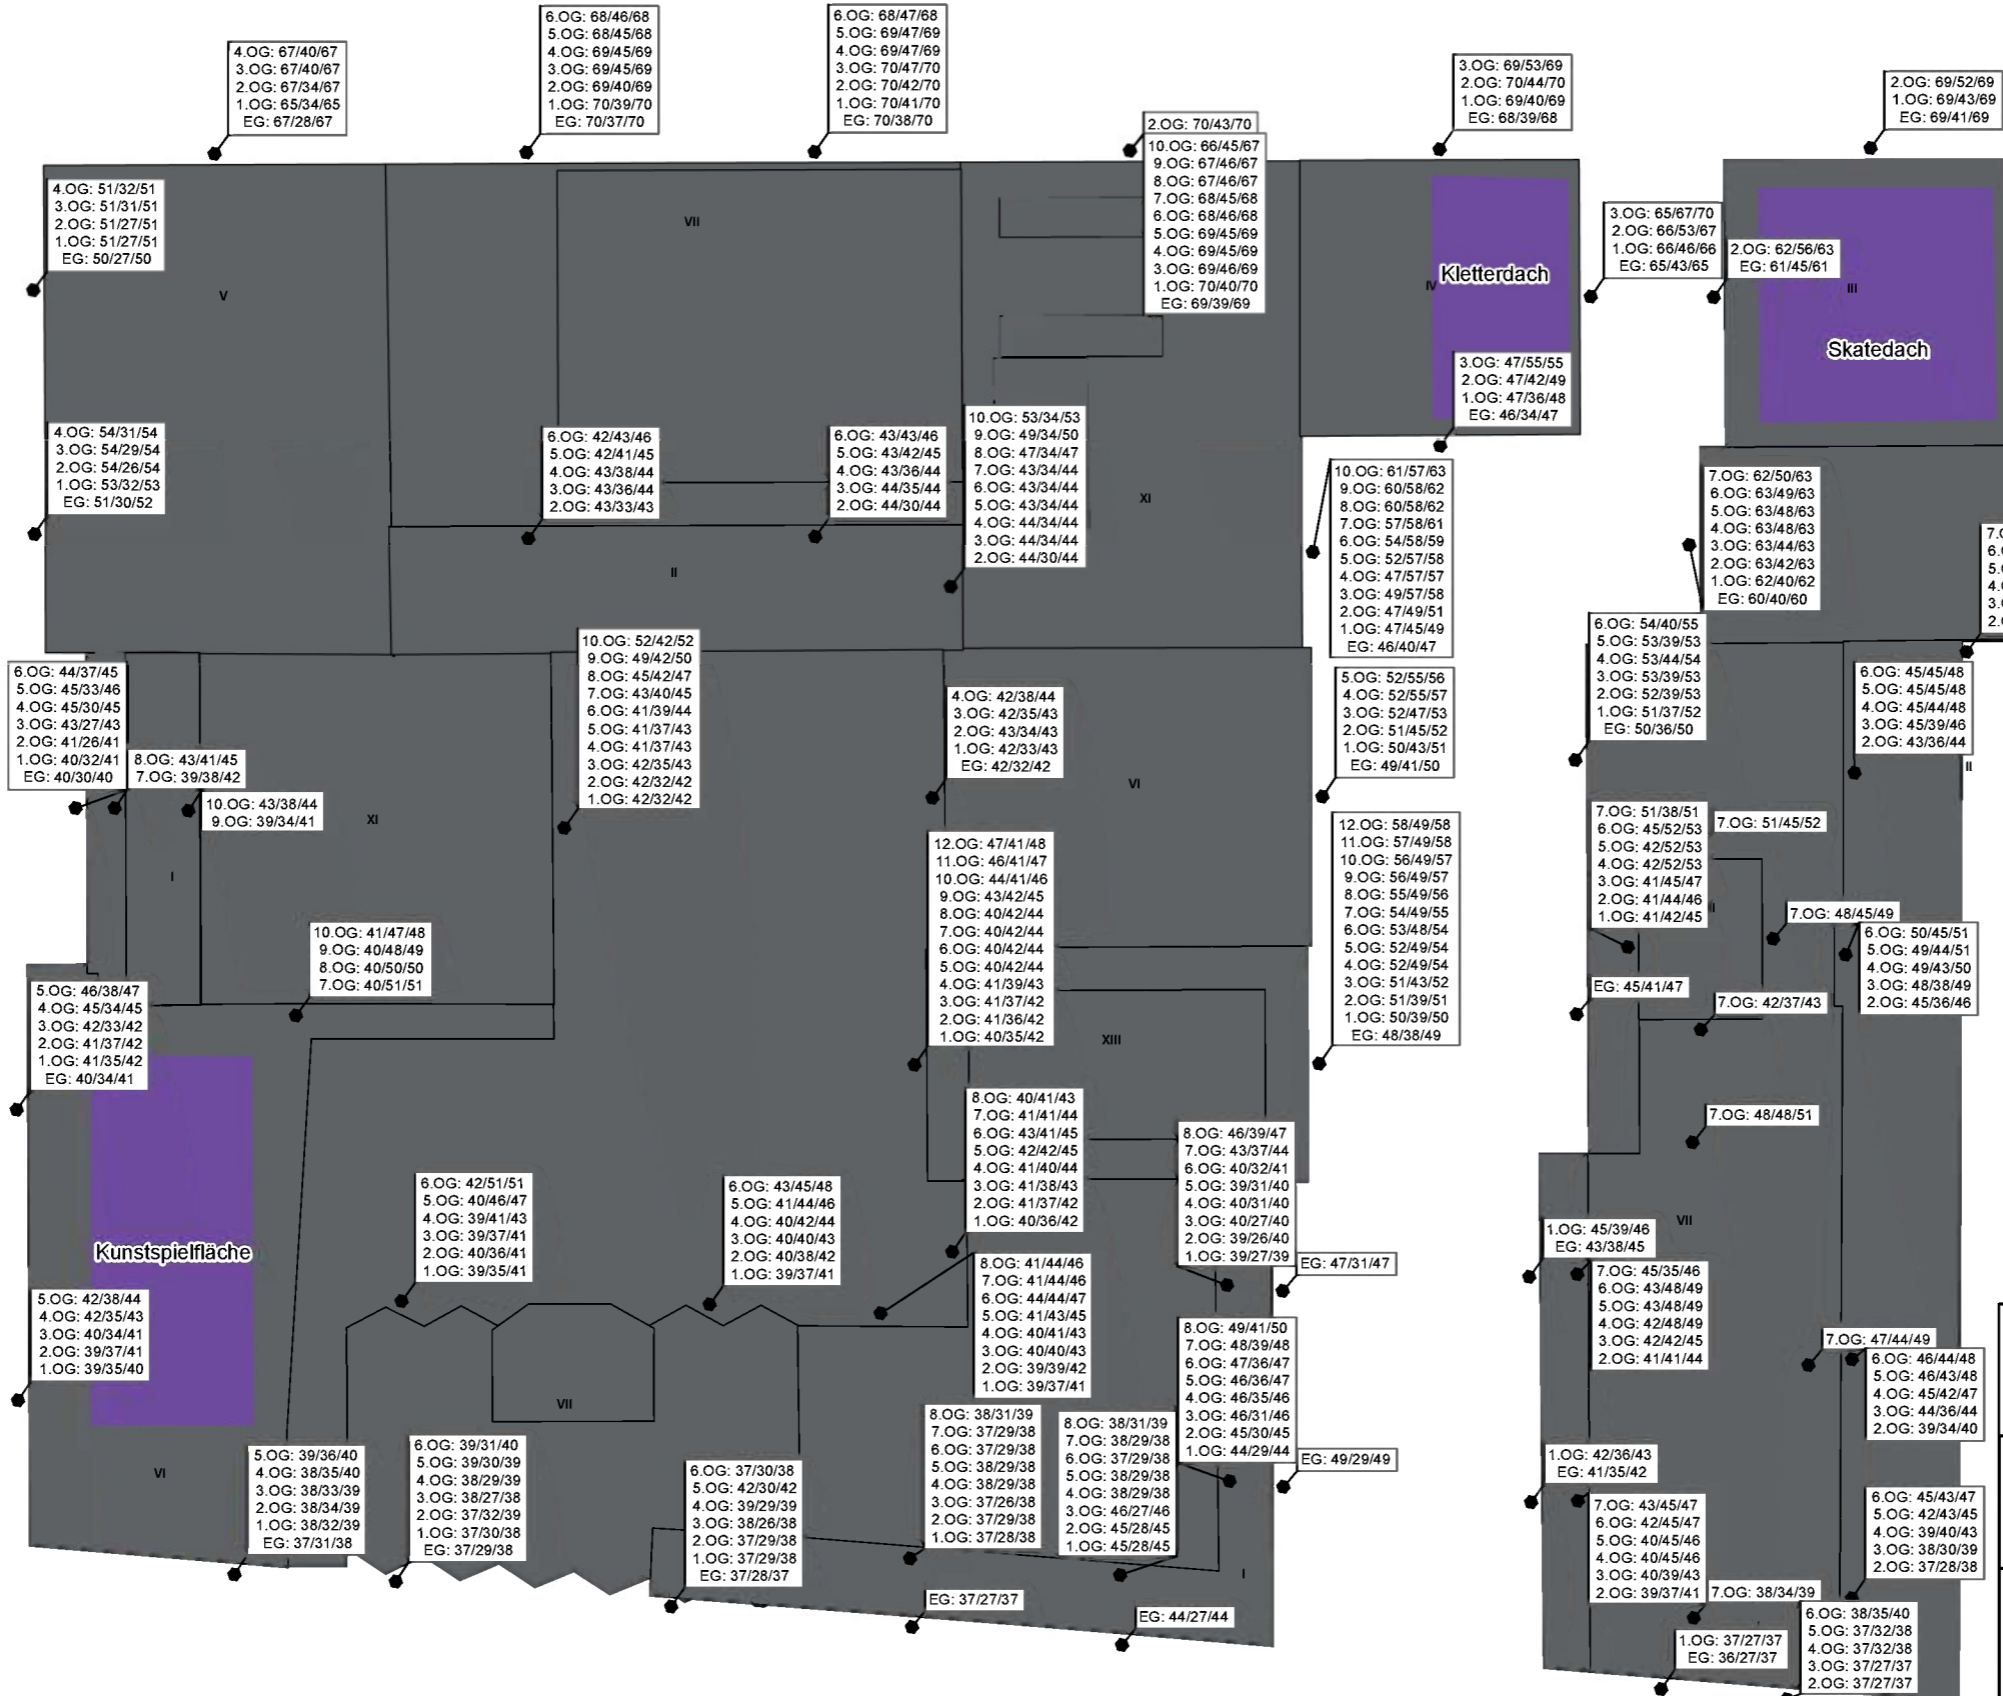 4.OG: 67/40/67
3.OG: 67/40/67
2.OG: 67/34/67
1.OG: 65/34/65
EG: 67/28/67
6.OG: 68/46/68
5.OG: 68/45/68
4.OG: 69/45/69
3.OG: 69/45/69
2.OG: 69/40/69
1.OG: 70/39/70
EG: 70/37/70
6.OG: 68/47/68
5.OG: 69/47/69
4.OG: 69/47/69
3.OG: 70/47/70
2.OG: 70/42/70
1.OG: 70/41/70
EG: 70/38/70
2.OG: 70/43/70
10.OG: 66/45/67
9.OG: 67/46/67
8.OG: 67/46/67
7.OG: 68/45/68
6.OG: 68/46/68
5.OG: 69/45/69
4.OG: 69/45/69
3.OG: 69/46/69
1.OG: 70/40/70
EG: 69/39/69
3.OG: 69/53/69
2.OG: 70/44/70
1.OG: 69/40/69
EG: 68/39/68
2.OG: 69/52/69
1.OG: 69/43/69
EG: 69/41/69
4.OG: 51/32/51
3.OG: 51/31/51
2.OG: 51/27/51
1.OG: 51/27/51
EG: 50/27/50
V
VII
IV
Kletterdach
3.OG: 65/67/70
2.OG: 66/53/67
1.OG: 66/46/66
EG: 65/43/65
2.OG: 62/56/63
EG: 61/45/61
III
Skatedach
3.OG: 47/55/55
2.OG: 47/42/49
1.OG: 47/36/48
EG: 46/34/47
4.OG: 54/31/54
3.OG: 54/29/54
2.OG: 54/26/54
1.OG: 53/32/53
EG: 51/30/52
6.OG: 42/43/46
5.OG: 42/41/45
4.OG: 43/38/44
3.OG: 43/36/44
2.OG: 43/33/43
6.OG: 43/43/46
5.OG: 43/42/45
4.OG: 43/36/44
3.OG: 44/35/44
2.OG: 44/30/44
10.OG: 53/34/53
9.OG: 49/34/50
8.OG: 47/34/47
7.OG: 43/34/44
6.OG: 43/34/44
5.OG: 43/34/44
4.OG: 44/34/44
3.OG: 44/34/44
2.OG: 44/30/44
XI
II
10.OG: 61/57/63
9.OG: 60/58/62
8.OG: 60/58/62
7.OG: 57/58/61
6.OG: 54/58/59
5.OG: 52/57/58
4.OG: 47/57/57
3.OG: 49/57/58
2.OG: 47/49/51
1.OG: 47/45/49
EG: 46/40/47
7.OG: 62/50/63
6.OG: 63/49/63
5.OG: 63/48/63
4.OG: 63/48/63
3.OG: 63/44/63
2.OG: 63/42/63
1.OG: 62/40/62
EG: 60/40/60
6.OG: 44/37/45
5.OG: 45/33/46
4.OG: 45/30/45
3.OG: 43/27/43
2.OG: 41/26/41
1.OG: 40/32/41
EG: 40/30/40
8.OG: 43/41/45
7.OG: 39/38/42
10.OG: 43/38/44
9.OG: 39/34/41
XI
I
10.OG: 52/42/52
9.OG: 49/42/50
8.OG: 45/42/47
7.OG: 43/40/45
6.OG: 41/39/44
5.OG: 41/37/43
4.OG: 41/37/43
3.OG: 42/35/43
2.OG: 42/32/42
1.OG: 42/32/42
4.OG: 42/38/44
3.OG: 42/35/43
2.OG: 43/34/43
1.OG: 42/33/43
EG: 42/32/42
VI
5.OG: 52/55/56
4.OG: 52/55/57
3.OG: 52/47/53
2.OG: 51/45/52
1.OG: 50/43/51
EG: 49/41/50
6.OG: 54/40/55
5.OG: 53/39/53
4.OG: 53/44/54
3.OG: 53/39/53
2.OG: 52/39/53
1.OG: 51/37/52
EG: 50/36/50
6.OG: 45/45/48
5.OG: 45/45/48
4.OG: 45/44/48
3.OG: 45/39/46
2.OG: 43/36/44
II
12.OG: 47/41/48
11.OG: 46/41/47
10.OG: 44/41/46
9.OG: 43/42/45
8.OG: 40/42/44
7.OG: 40/42/44
6.OG: 40/42/44
5.OG: 40/42/44
4.OG: 41/39/43
3.OG: 41/37/42
2.OG: 41/36/42
1.OG: 40/35/42
12.OG: 58/49/58
11.OG: 57/49/58
10.OG: 56/49/57
9.OG: 56/49/57
8.OG: 55/49/56
7.OG: 54/49/55
6.OG: 53/48/54
5.OG: 52/49/54
4.OG: 52/49/54
3.OG: 51/43/52
2.OG: 51/39/51
1.OG: 50/39/50
EG: 48/38/49
7.OG: 51/38/51
6.OG: 45/52/53
5.OG: 42/52/53
4.OG: 42/52/53
3.OG: 41/45/47
2.OG: 41/44/46
1.OG: 41/42/45
7.OG: 51/45/52
7.OG: 48/45/49
6.OG: 50/45/51
5.OG: 49/44/51
4.OG: 49/43/50
3.OG: 48/38/49
2.OG: 45/36/46
10.OG: 41/47/48
9.OG: 40/48/49
8.OG: 40/50/50
7.OG: 40/51/51
5.OG: 46/38/47
4.OG: 45/34/45
3.OG: 42/33/42
2.OG: 41/37/42
1.OG: 41/35/42
EG: 40/34/41
EG: 45/41/47
7.OG: 42/37/43
XIII
7.OG: 48/48/51
6.OG: 42/51/51
5.OG: 40/46/47
4.OG: 39/41/43
3.OG: 39/37/41
2.OG: 40/36/41
1.OG: 39/35/41
6.OG: 43/45/48
5.OG: 41/44/46
4.OG: 40/42/44
3.OG: 40/40/43
2.OG: 40/38/42
1.OG: 39/37/41
8.OG: 40/41/43
7.OG: 41/41/44
6.OG: 43/41/45
5.OG: 42/42/45
4.OG: 41/40/44
3.OG: 41/38/43
2.OG: 41/37/42
1.OG: 40/36/42
8.OG: 46/39/47
7.OG: 43/37/44
6.OG: 40/32/41
5.OG: 39/31/40
4.OG: 40/31/40
3.OG: 40/27/40
2.OG: 39/26/40
1.OG: 39/27/39
EG: 47/31/47
Kunstspielfläche
8.OG: 41/44/46
7.OG: 41/44/46
6.OG: 44/44/47
5.OG: 41/43/45
4.OG: 40/41/43
3.OG: 40/40/43
2.OG: 39/39/42
1.OG: 39/37/41
1.OG: 45/39/46
EG: 43/38/45
VII
7.OG: 45/35/46
6.OG: 43/48/49
5.OG: 43/48/49
4.OG: 42/48/49
3.OG: 42/42/45
2.OG: 41/41/44
5.OG: 42/38/44
4.OG: 42/35/43
3.OG: 40/34/41
2.OG: 39/37/41
1.OG: 39/35/40
8.OG: 49/41/50
7.OG: 48/39/48
6.OG: 47/36/47
5.OG: 46/36/47
4.OG: 46/35/46
3.OG: 46/31/46
2.OG: 45/30/45
1.OG: 44/29/44
EG: 49/29/49
7.OG: 47/44/49
6.OG: 46/44/48
5.OG: 46/43/48
4.OG: 45/42/47
3.OG: 44/36/44
2.OG: 39/34/40
VII
VI
5.OG: 39/36/40
4.OG: 38/35/40
3.OG: 38/33/39
2.OG: 38/34/39
1.OG: 38/32/39
EG: 37/31/38
6.OG: 39/31/40
5.OG: 39/30/39
4.OG: 38/29/39
3.OG: 38/27/38
2.OG: 37/32/39
1.OG: 37/30/38
EG: 37/29/38
6.OG: 37/30/38
5.OG: 42/30/42
4.OG: 39/29/39
3.OG: 38/26/38
2.OG: 37/29/38
1.OG: 37/29/38
EG: 37/28/37
8.OG: 38/31/39
7.OG: 37/29/38
6.OG: 37/29/38
5.OG: 38/29/38
4.OG: 38/29/38
3.OG: 37/26/38
2.OG: 37/29/38
1.OG: 37/28/38
8.OG: 38/31/39
7.OG: 38/29/38
6.OG: 37/29/38
5.OG: 38/29/38
4.OG: 38/29/38
3.OG: 46/27/46
2.OG: 45/28/45
1.OG: 45/28/45
I
1.OG: 42/36/43
EG: 41/35/42
7.OG: 43/45/47
6.OG: 42/45/47
5.OG: 40/45/46
4.OG: 40/45/46
3.OG: 40/39/43
2.OG: 39/37/41
6.OG: 45/43/47
5.OG: 42/43/45
4.OG: 39/40/43
3.OG: 38/30/39
2.OG: 37/28/38
EG: 37/27/37
EG: 44/27/44
7.OG: 38/34/39
1.OG: 37/27/37
EG: 36/27/37
6.OG: 38/35/40
5.OG: 37/32/38
4.OG: 37/32/38
3.OG: 37/27/37
2.OG: 37/27/37